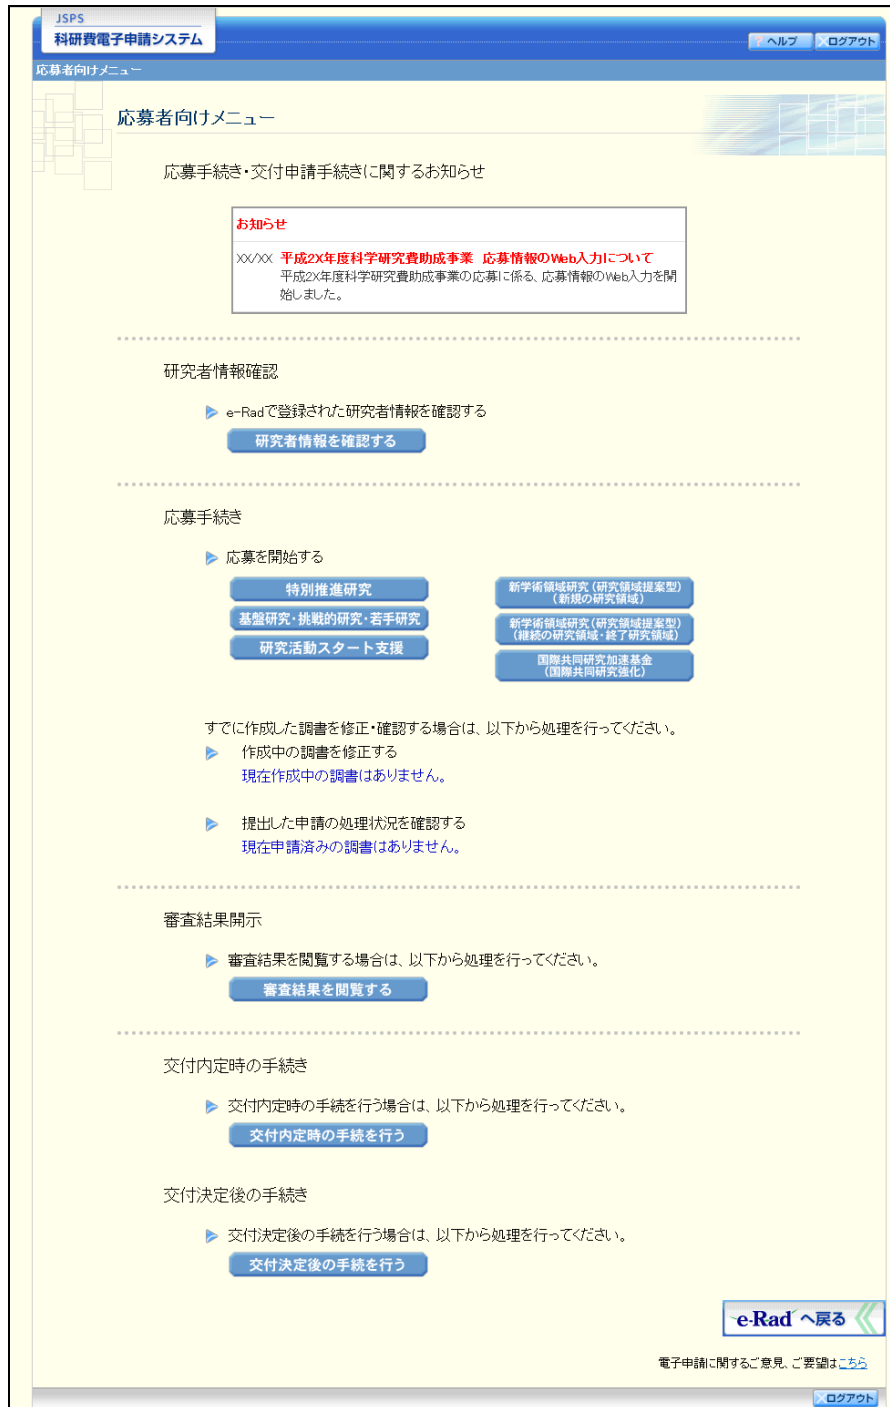 JSPS
科研費電子申請システム
? ヘルプ
×ログアウト
応募者向けメニュー
応募者向けメニュー
応募手続き・交付申請手続きに関するお知らせ
お知らせ
XX/XX 平成2X年度科学研究費助成事業 応募情報のWeb入力について
平成2X年度科学研究費助成事業の応募に係る、応募情報のWeb入力を開
始しました。
研究者情報確認
e-Radで登録された研究者情報を確認する
研究者情報を確認する
応募手続き
応募を開始する
特別推進研究
基盤研究・挑戦的研究・若手研究
研究活動スタート支援
新学術領域研究(研究領域提案型)
(新規の研究領域)
新学術領域研究(研究領域提案型)
(継続の研究領域・終了研究領域)
国際共同研究加速基金
(国際共同研究強化)
すでに作成した調書を修正・確認する場合は、以下から処理を行ってください。
作成中の調書を修正する
現在作成中の調書はありません。
提出した申請の処理状況を確認する
現在申請済みの調書はありません。
審査結果開示
審査結果を閲覧する場合は、以下から処理を行ってください。
審査結果を閲覧する
交付内定時の手続き
交付内定時の手続を行う場合は、以下から処理を行ってください。
交付内定時の手続を行う
交付決定後の手続き
交付決定後の手続を行う場合は、以下から処理を行ってください。
交付決定後の手続を行う
e-Rad へ戻る
電子申請に関するご意見、ご要望はこちら
×ログアウト